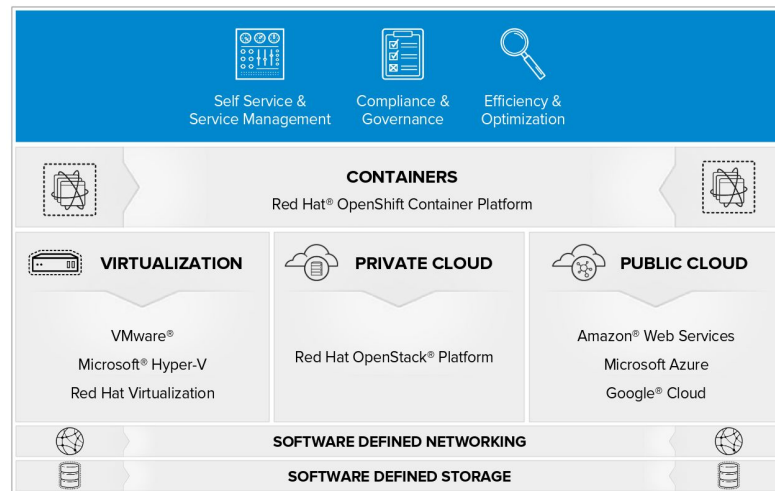 Self Service &
Service Management
Compliance &
Governance
Efficiency &
Optimization
CONTAINERS
Red Hat® OpenShift Container Platform
VIRTUALIZATION
VMware®
Microsoft® Hyper-V
Red Hat Virtualization
PRIVATE CLOUD
Red Hat OpenStack® Platform
PUBLIC CLOUD
Amazon® Web Services
Microsoft Azure
Google® Cloud
SOFTWARE DEFINED NETWORKING
SOFTWARE DEFINED STORAGE